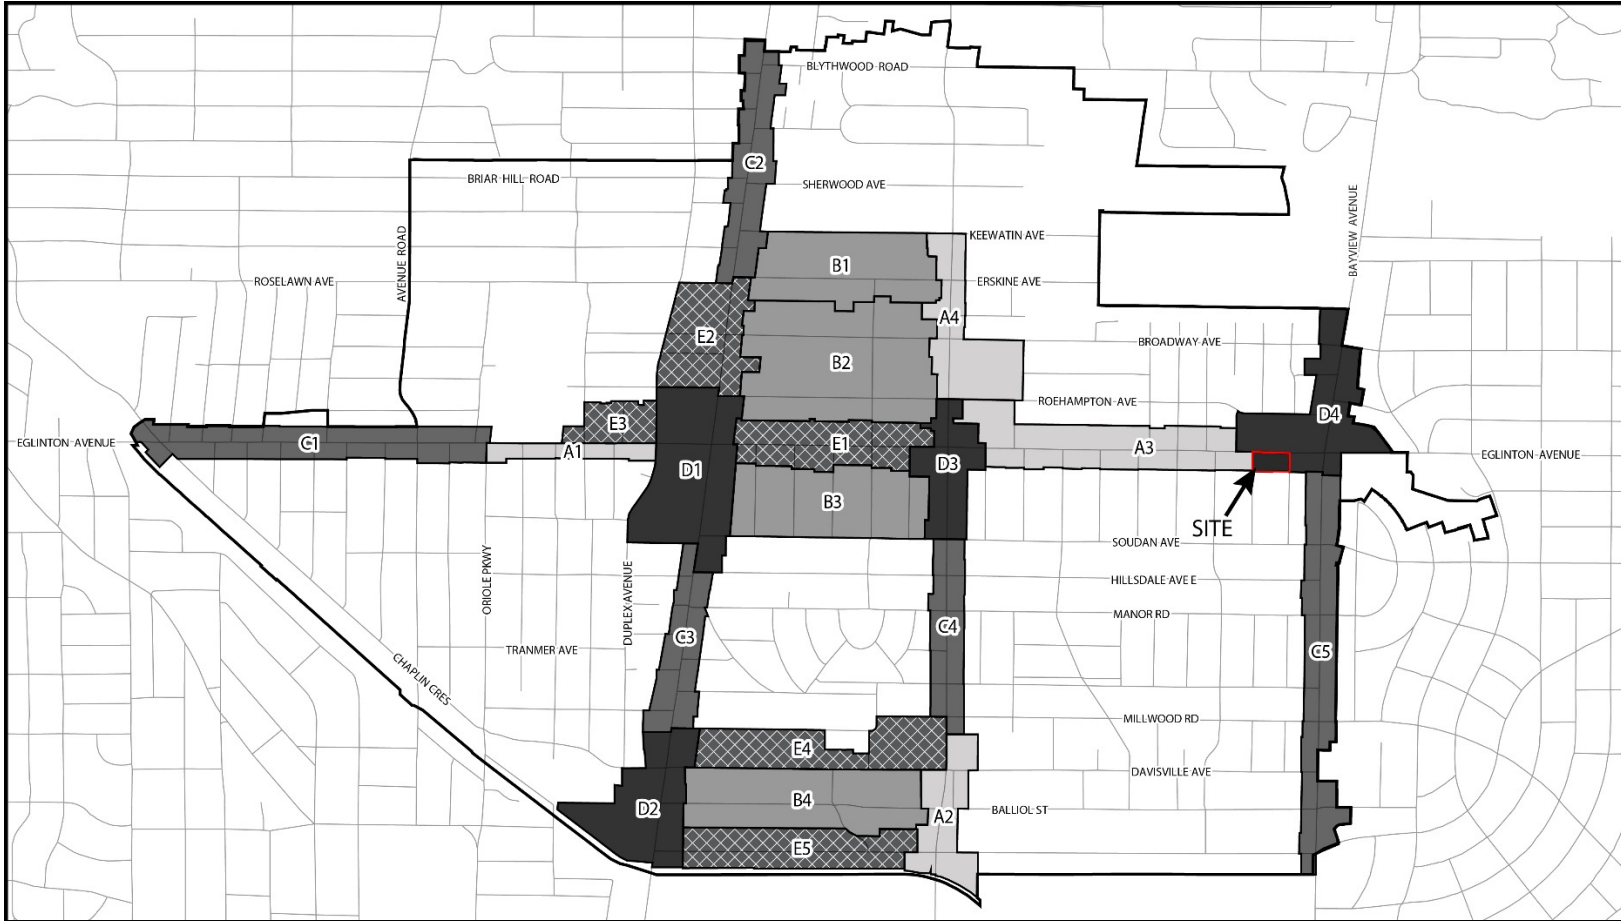 BLYTHWOOD ROAD
C2
BRIAR HILL ROAD
SHERWOOD AVE
BAYVIEW AVENUE
AVENUE ROAD
KEEWATIN AVE
B1
ROSELAWN AVE
ERSKINE AVE
A4
E2
BROADWAY AVE
B2
ROEHAMPTON AVE
D4
E3
EGLINTON AVENUE
C1
A1
E1
A3
EGLINTON AVENUE
D1
D3
B3
SITE
SOUDAN AVE
ORIOLE PKWY
DUPLEX AVENUE
HILLSDALE AVE E
MANOR RD
C3
C4
TRANMER AVE
C5
CHAPLIN CRES
MILLWOOD RD
E4
DAVISVILLE AVE
B4
D2
BALLIOL ST
A2
E5